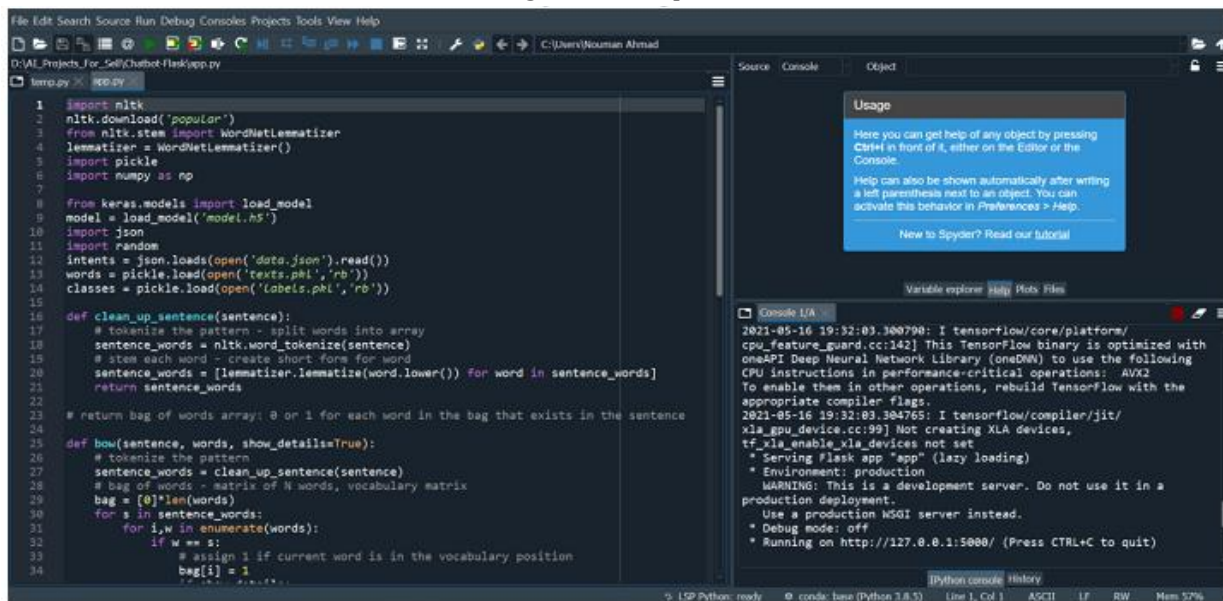 File Edit Search Source Run Debug Consoles Projects Tools View Help
C:\Users\Nouman Ahmad
D:\AI_Projects_For_Sell\Chatbot-Flask\app.py
temp.py
app.py
1 import nltk
2 nltk.download('popular')
3 from nltk.stem import WordNetLemmatizer
4 lemmatizer = WordNetLemmatizer()
5 import pickle
6 import numpy as np
7
8 from keras.models import load_model
9 model = load_model('model.h5')
10 import json
11 import random
12 intents = json.loads(open('data.json').read())
13 words = pickle.load(open('texts.pkl','rb'))
14 classes = pickle.load(open('labels.pkl','rb'))
15
16 def clean_up_sentence(sentence):
17 # tokenize the pattern - split words into array
18 sentence_words = nltk.word_tokenize(sentence)
19 # stem each word - create short form for word
20 sentence_words = [lemmatizer.lemmatize(word.lower()) for word in sentence_words]
21 return sentence_words
22
23 # return bag of words array: 0 or 1 for each word in the bag that exists in the sentence
24
25 def bow(sentence, words, show_details=True):
26 # tokenize the pattern
27 sentence_words = clean_up_sentence(sentence)
28 # bag of words - matrix of N words, vocabulary matrix
29 bag = [0]*len(words)
30 for s in sentence_words:
31 for i,w in enumerate(words):
32 if w == s:
33 # assign 1 if current word is in the vocabulary position
34 bag[i] = 1
Source Console Object
Usage
Here you can get help of any object by pressing
Ctrl+I in front of it, either on the Editor or the
Console.
Help can also be shown automatically after writing
a left parenthesis next to an object. You can
activate this behavior in Preferences > Help.
New to Spyder? Read our tutorial
Variable explorer Help Plots Files
Console 1/A
2021-05-16 19:32:03.300790: I tensorflow/core/platform/
cpu_feature_guard.cc:142] This TensorFlow binary is optimized with
oneAPI Deep Neural Network Library (oneDNN) to use the following
CPU instructions in performance-critical operations: AVX2
To enable them in other operations, rebuild TensorFlow with the
appropriate compiler flags.
2021-05-16 19:32:03.304765: I tensorflow/compiler/jit/
xla_gpu_device.cc:99] Not creating XLA devices,
tf_xla_enable_xla_devices not set
* Serving Flask app "app" (lazy loading)
* Environment: production
WARNING: This is a development server. Do not use it in a
production deployment.
Use a production WSGI server instead.
* Debug mode: off
* Running on http://127.0.0.1:5000/ (Press CTRL+C to quit)
IPython console History
LSP Python: ready conda: base (Python 3.8.5) Line 1, Col 1 ASCII LF RW Mem 57%